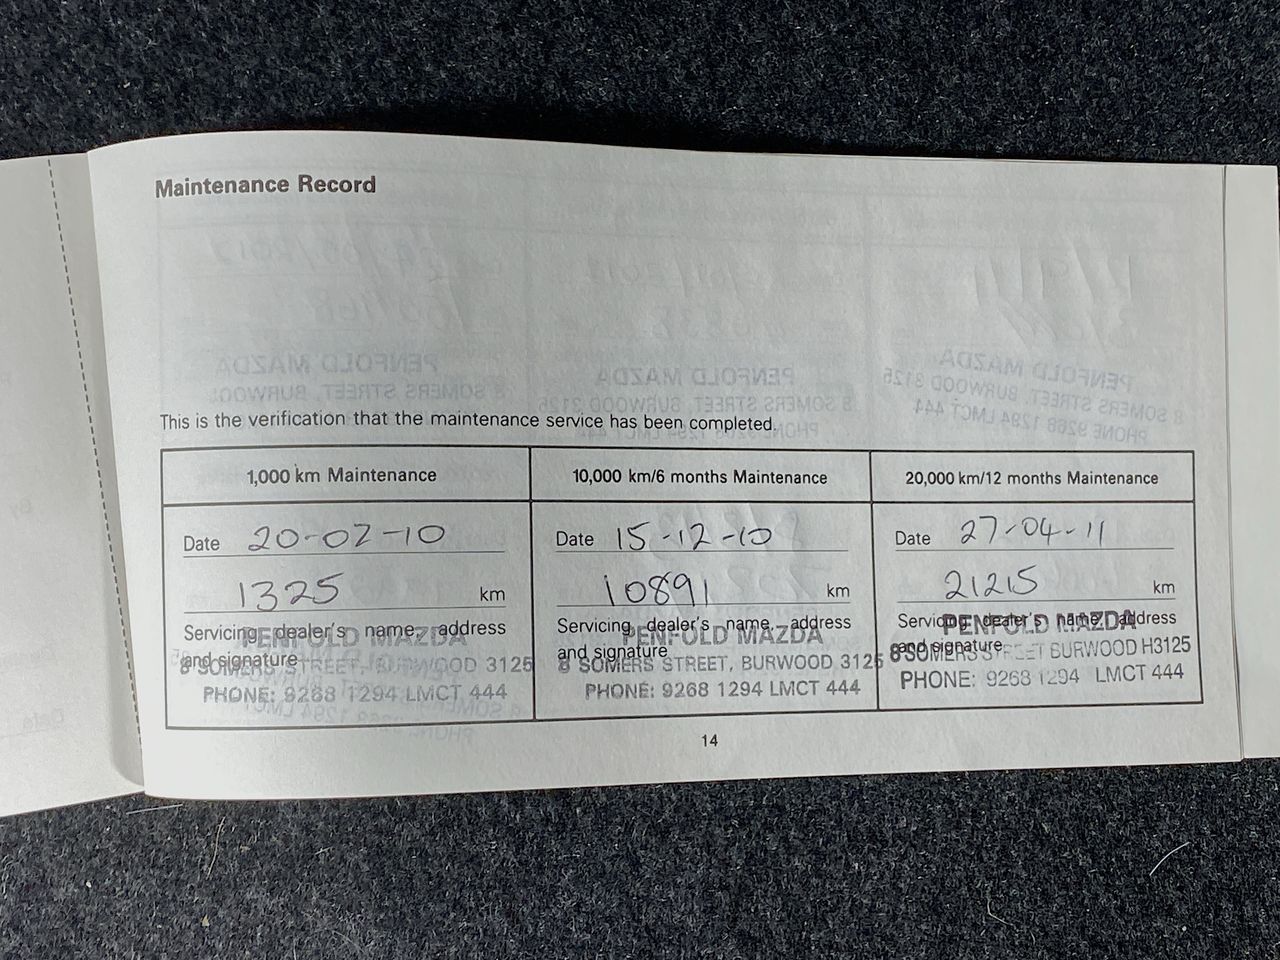 Maintenance Record
This is the verification that the maintenance service has been completed.
1,000 km Maintenance
Date 20-02-10
1325 km
Servicing dealer's name, address
and signature
PENFOLD MAZDA
8 SOMERS STREET, BURWOOD 3125
PHONE: 9268 1294 LMCT 444
10,000 km/6 months Maintenance
Date 15-12-10
10891 km
Servicing dealer's name, address
and signature
PENFOLD MAZDA
8 SOMERS STREET, BURWOOD 3125
PHONE: 9268 1294 LMCT 444
20,000 km/12 months Maintenance
Date 27-04-11
21215 km
Servicing dealer's name, address
and signature
PENFOLD MAZDA
8 SOMERS STREET BURWOOD H3125
PHONE: 9268 1294 LMCT 444
14